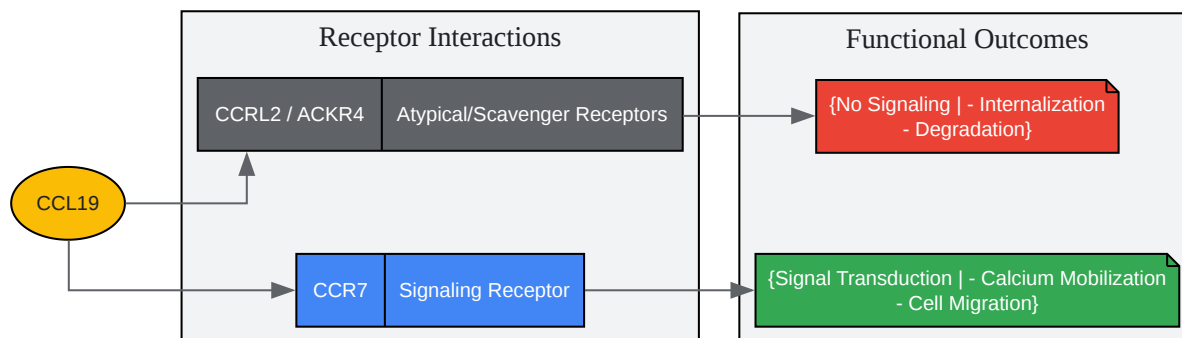 Receptor Interactions
Functional Outcomes
CCRL2 / ACKR4
Atypical/Scavenger Receptors
{No Signaling | - Internalization
- Degradation}
CCL19
CCR7
Signaling Receptor
{Signal Transduction | - Calcium Mobilization
- Cell Migration}